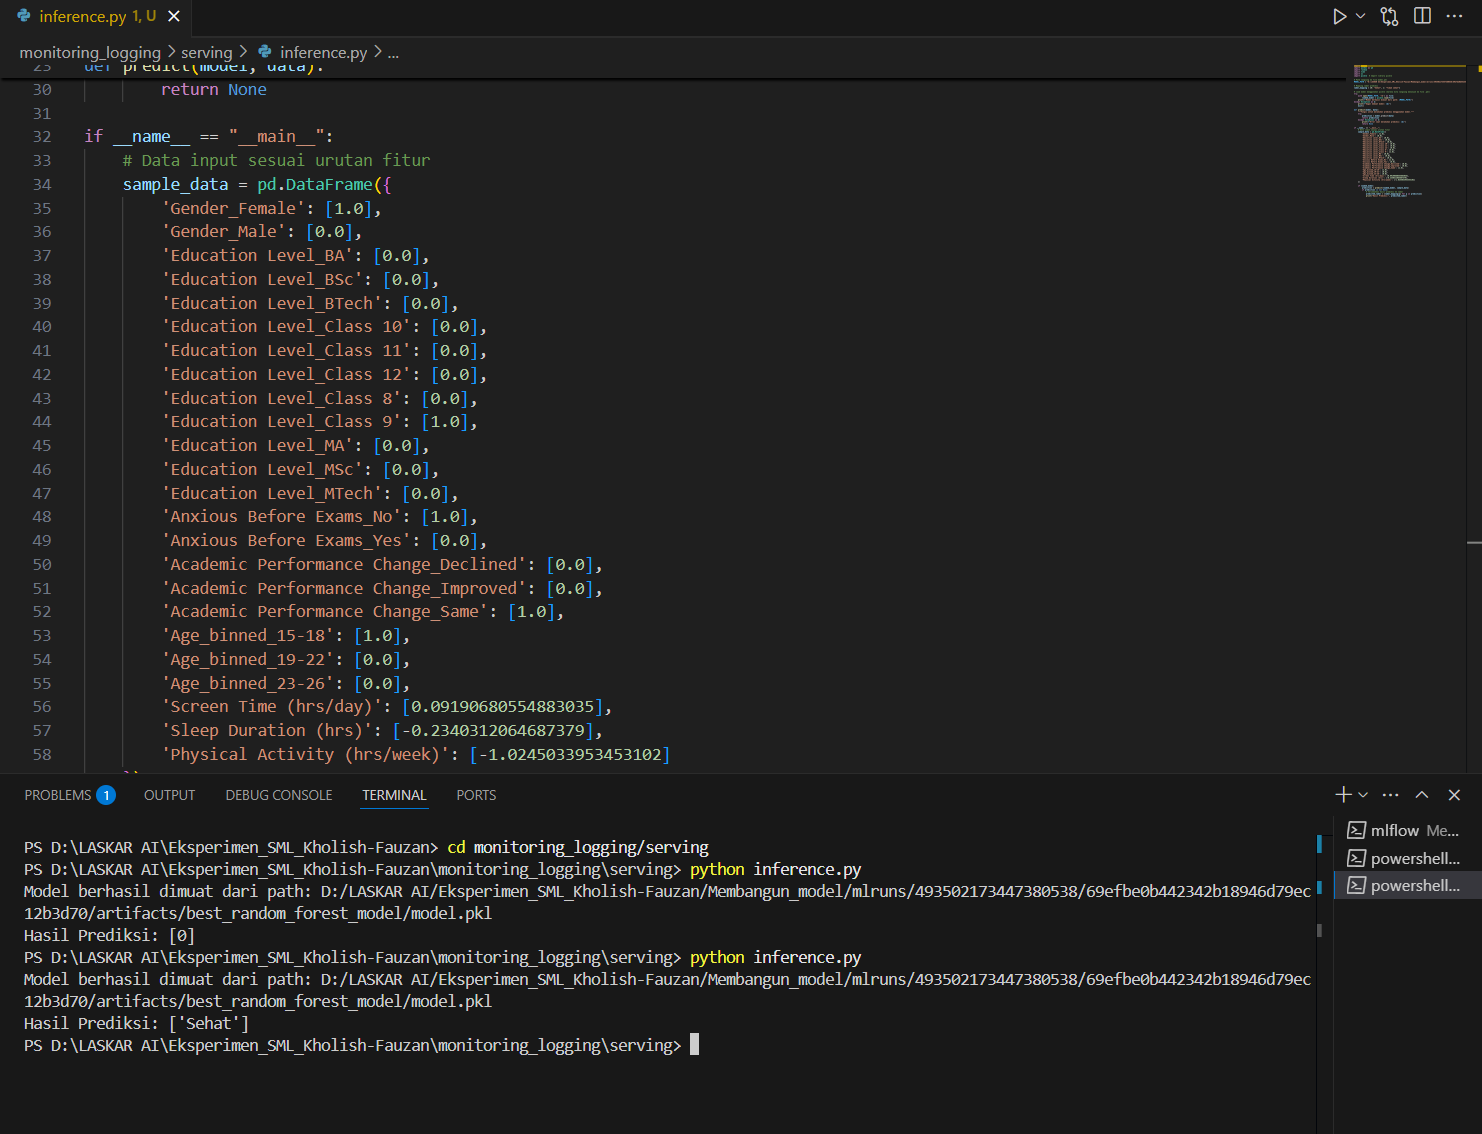 inference.py 1, U
monitoring_logging > serving > inference.py > ...
23 def predict(model, data):
30 return None
31
32 if __name__ == "__main__":
33 # Data input sesuai urutan fitur
34 sample_data = pd.DataFrame({
35 'Gender_Female': [1.0],
36 'Gender_Male': [0.0],
37 'Education Level_BA': [0.0],
38 'Education Level_BSc': [0.0],
39 'Education Level_BTech': [0.0],
40 'Education Level_Class 10': [0.0],
41 'Education Level_Class 11': [0.0],
42 'Education Level_Class 12': [0.0],
43 'Education Level_Class 8': [0.0],
44 'Education Level_Class 9': [1.0],
45 'Education Level_MA': [0.0],
46 'Education Level_MSc': [0.0],
47 'Education Level_MTech': [0.0],
48 'Anxious Before Exams_No': [1.0],
49 'Anxious Before Exams_Yes': [0.0],
50 'Academic Performance Change_Declined': [0.0],
51 'Academic Performance Change_Improved': [0.0],
52 'Academic Performance Change_Same': [1.0],
53 'Age_binned_15-18': [1.0],
54 'Age_binned_19-22': [0.0],
55 'Age_binned_23-26': [0.0],
56 'Screen Time (hrs/day)': [0.09190680554883035],
57 'Sleep Duration (hrs)': [-0.2340312064687379],
58 'Physical Activity (hrs/week)': [-1.0245033953453102]
PROBLEMS 1 OUTPUT DEBUG CONSOLE TERMINAL PORTS
PS D:\LASKAR AI\Eksperimen_SML_Kholish-Fauzan> cd monitoring_logging/serving
PS D:\LASKAR AI\Eksperimen_SML_Kholish-Fauzan\monitoring_logging\serving> python inference.py
Model berhasil dimuat dari path: D:/LASKAR AI/Eksperimen_SML_Kholish-Fauzan/Membangun_model/mlruns/493502173447380538/69efbe0b442342b18946d79ec
12b3d70/artifacts/best_random_forest_model/model.pkl
Hasil Prediksi: [0]
PS D:\LASKAR AI\Eksperimen_SML_Kholish-Fauzan\monitoring_logging\serving> python inference.py
Model berhasil dimuat dari path: D:/LASKAR AI/Eksperimen_SML_Kholish-Fauzan/Membangun_model/mlruns/493502173447380538/69efbe0b442342b18946d79ec
12b3d70/artifacts/best_random_forest_model/model.pkl
Hasil Prediksi: ['Sehat']
PS D:\LASKAR AI\Eksperimen_SML_Kholish-Fauzan\monitoring_logging\serving>
mlflow Me...
powershell...
powershell...